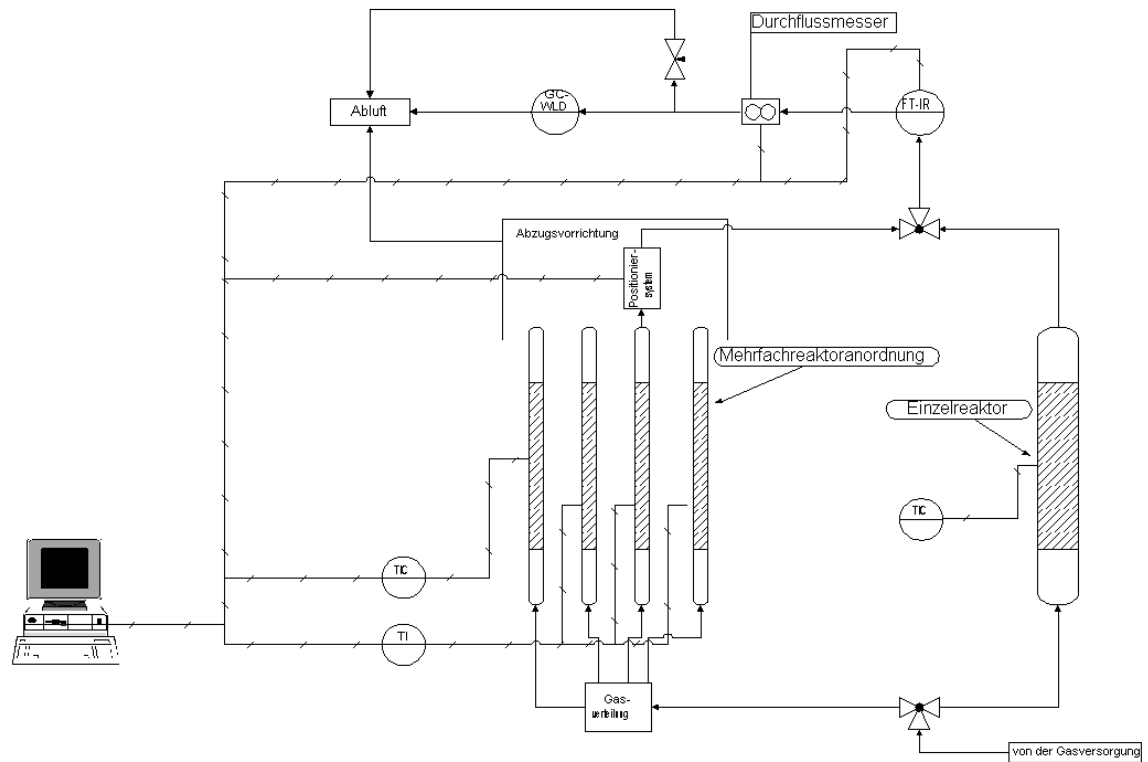 Durchflussmesser
Abluft
GC-
WLD
FT-IR
Abzugsvorrichtung
Positionier-
system
Mehrfachreaktoranordnung
Einzelreaktor
TIC
TIC
TI
Gas-
verteilung
von der Gasversorgung